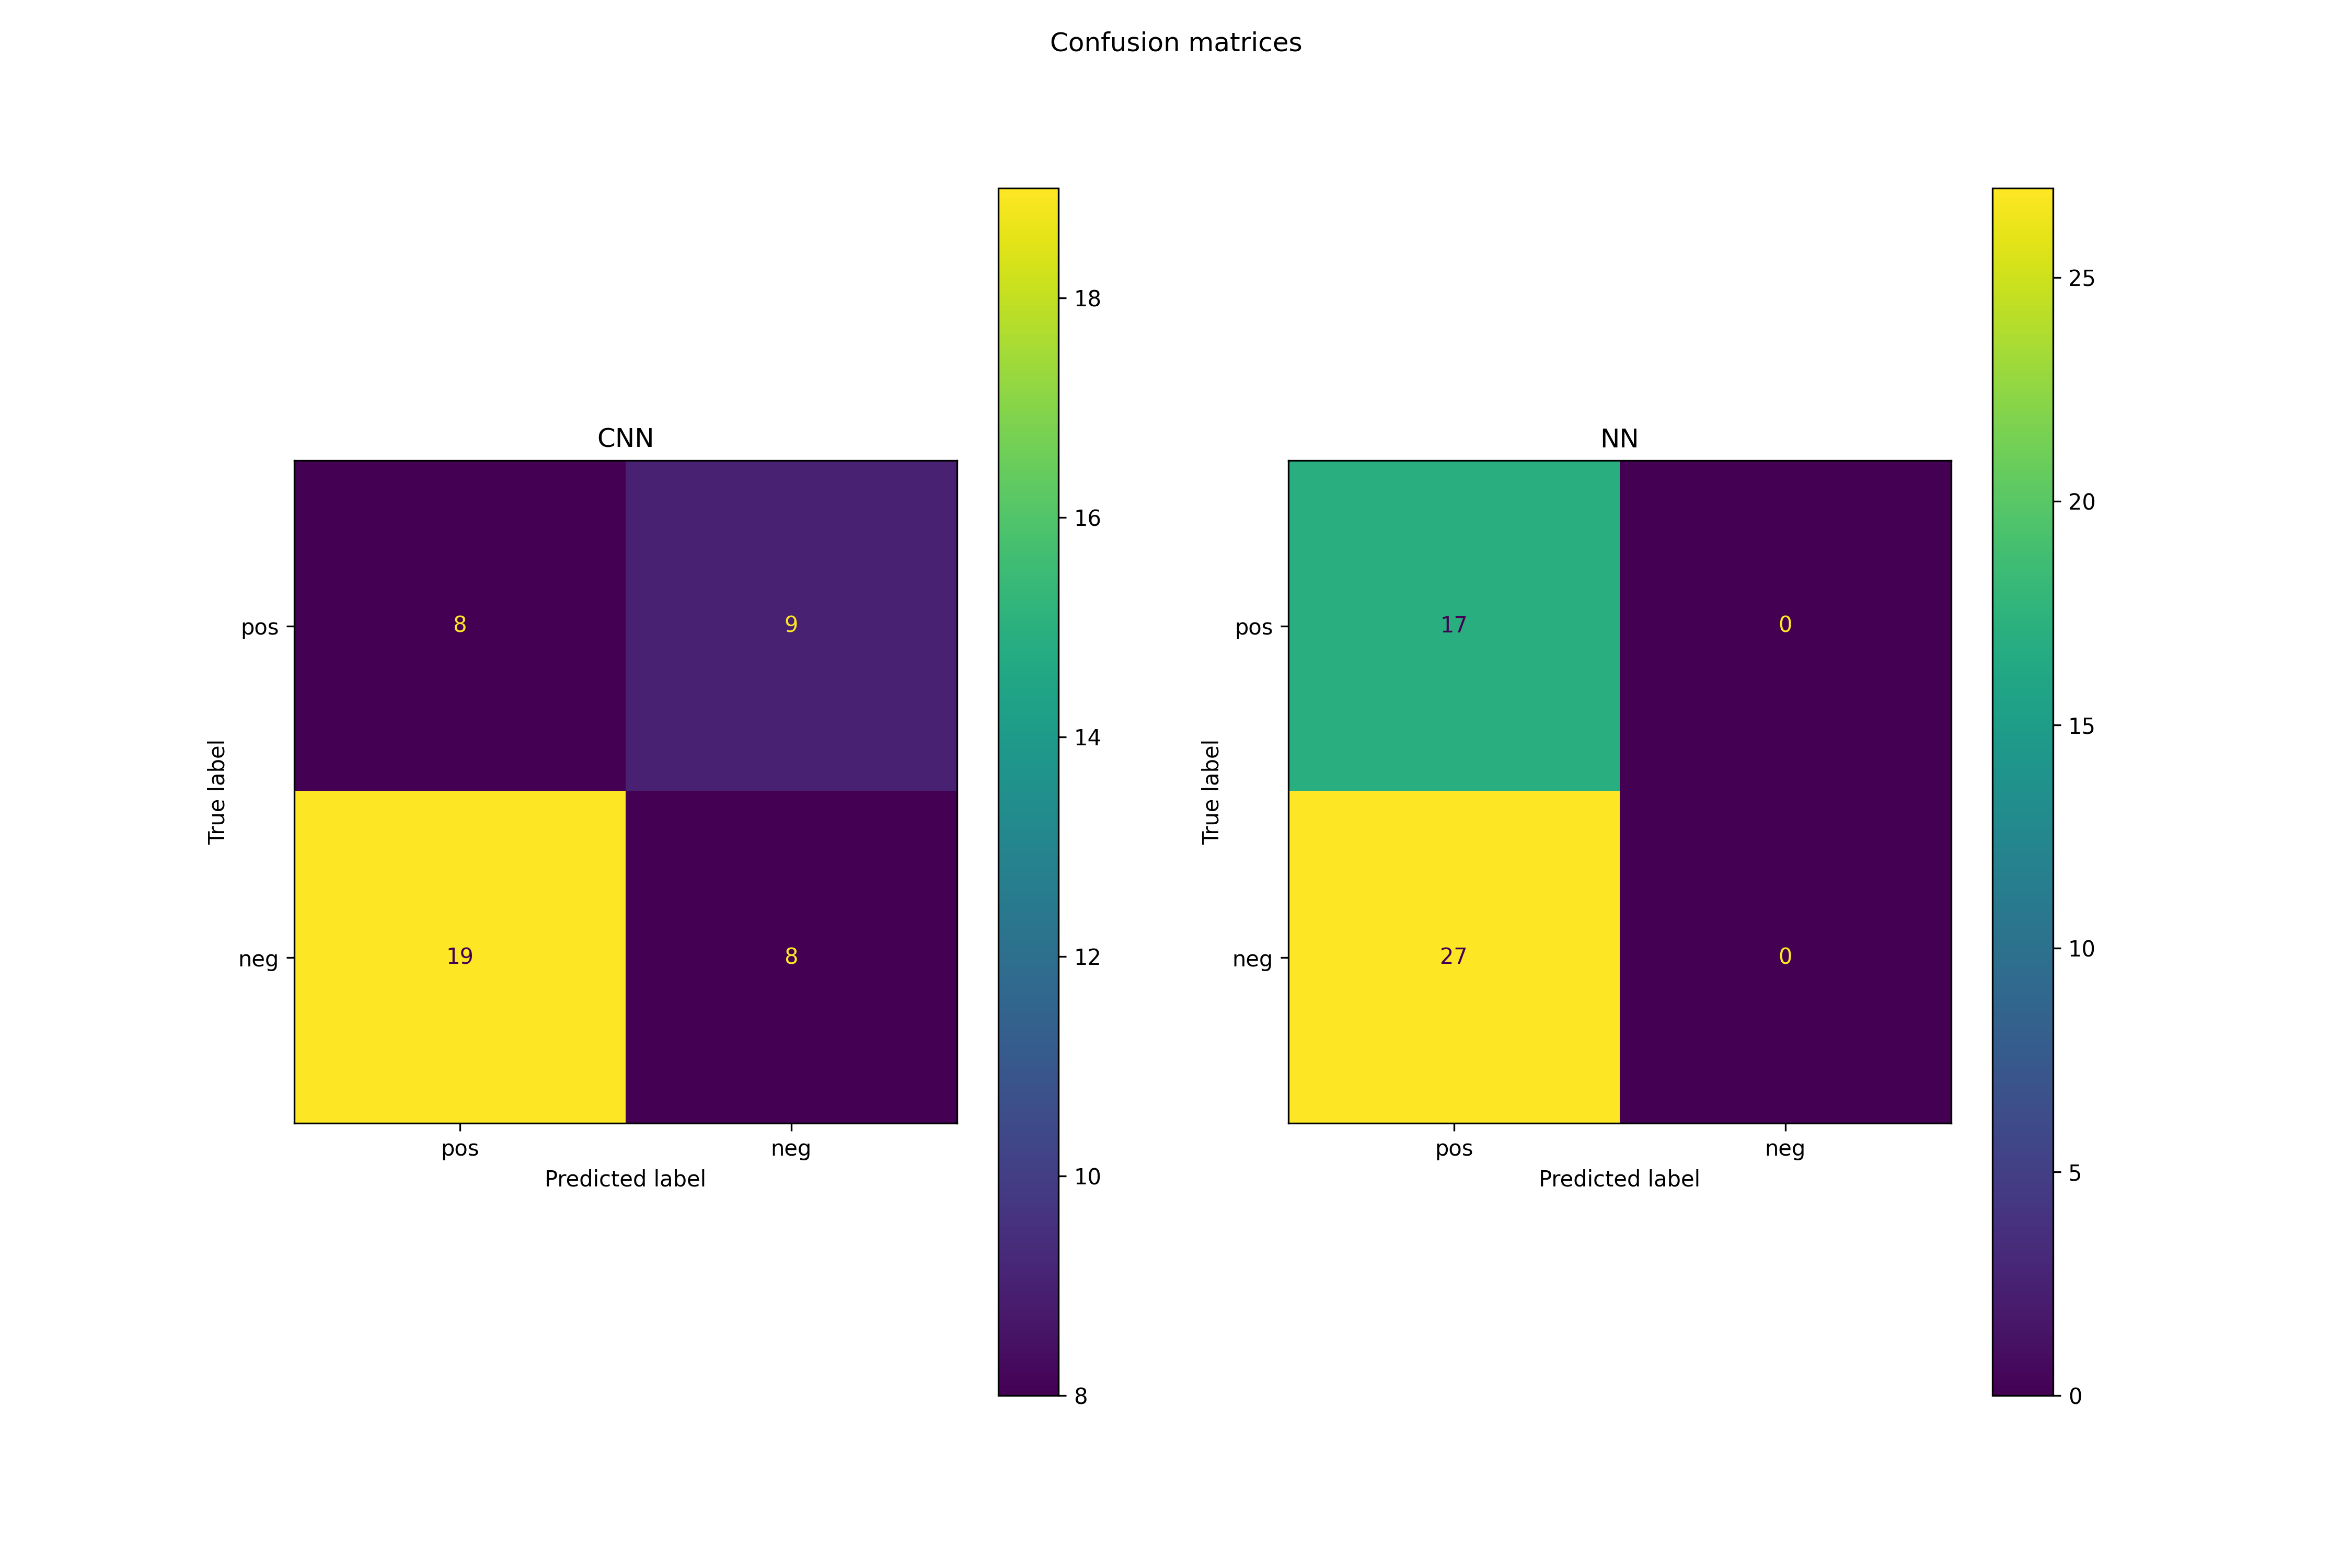 Confusion matrices
CNN
True label
pos
8
9
neg
19
8
pos
neg
Predicted label
18
16
14
12
10
8
NN
True label
pos
17
0
neg
27
0
pos
neg
Predicted label
25
20
15
10
5
0